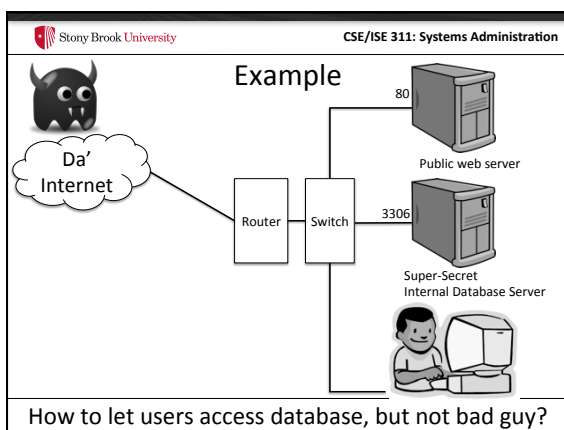 Stony Brook University
CSE/ISE 311: Systems Administration
Example
80
Da’
Internet
Public web server
Router
Switch
3306
Super-Secret
Internal Database Server
How to let users access database, but not bad guy?